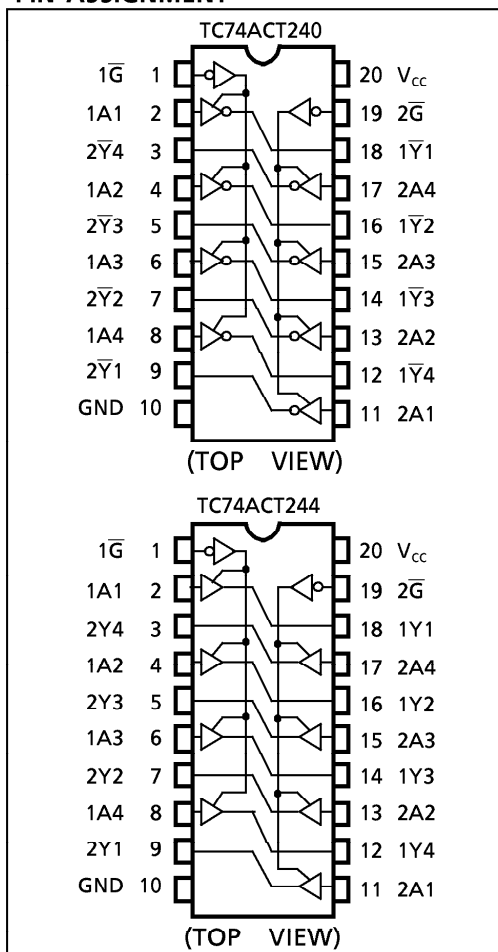 TC74ACT240
1G̅ 1 20 Vcc
1A1 2 19 2G̅
2Y̅4 3 18 1Y̅1
1A2 4 17 2A4
2Y̅3 5 16 1Y̅2
1A3 6 15 2A3
2Y̅2 7 14 1Y̅3
1A4 8 13 2A2
2Y̅1 9 12 1Y̅4
GND 10 11 2A1
(TOP VIEW)
TC74ACT244
1G̅ 1 20 Vcc
1A1 2 19 2G̅
2Y4 3 18 1Y1
1A2 4 17 2A4
2Y3 5 16 1Y2
1A3 6 15 2A3
2Y2 7 14 1Y3
1A4 8 13 2A2
2Y1 9 12 1Y4
GND 10 11 2A1
(TOP VIEW)